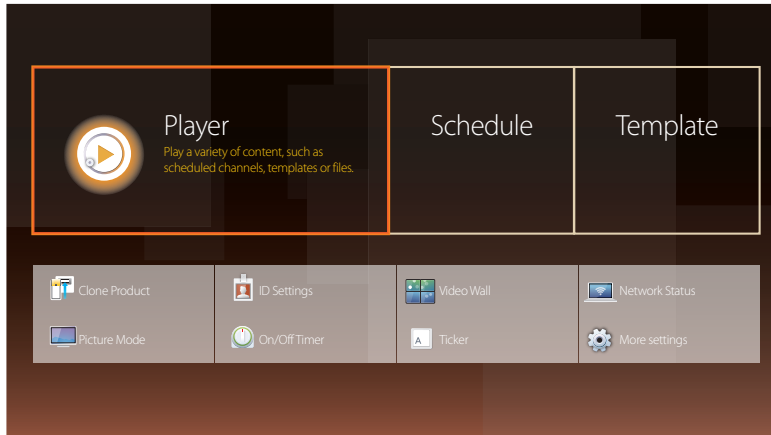 Player
Play a variety of content, such as
scheduled channels, templates or files.
Schedule
Template
Clone Product
ID Settings
Video Wall
Network Status
Picture Mode
On/Off Timer
A
Ticker
More settings